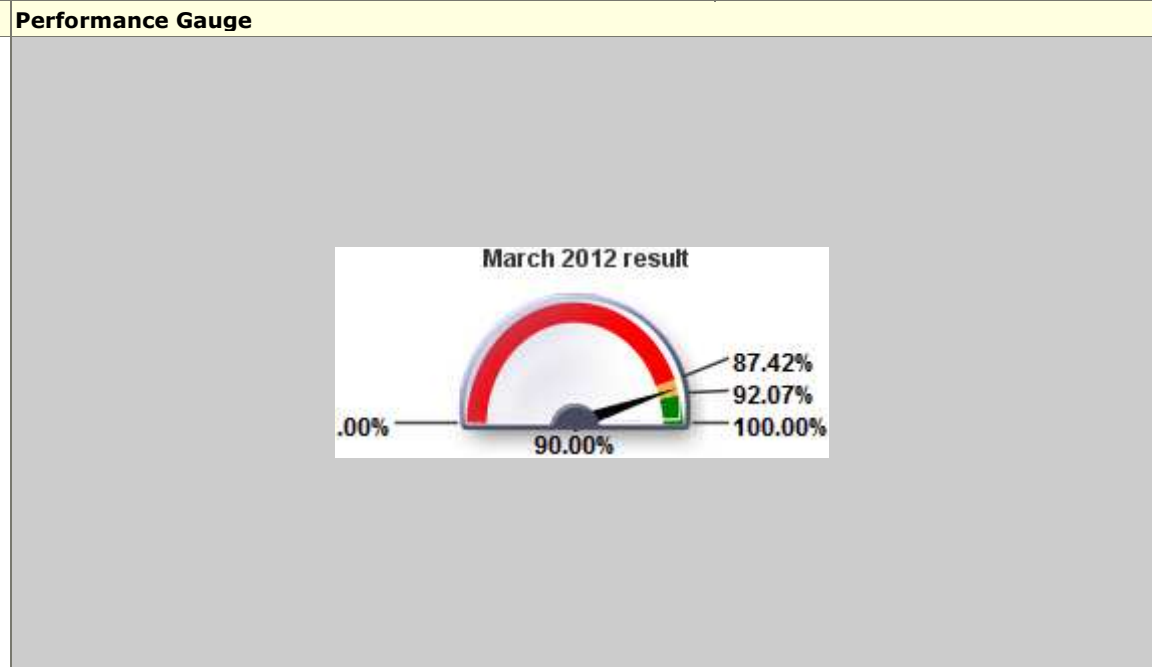 Performance Gauge
March 2012 result
87.42%
92.07%
.00%
100.00%
90.00%